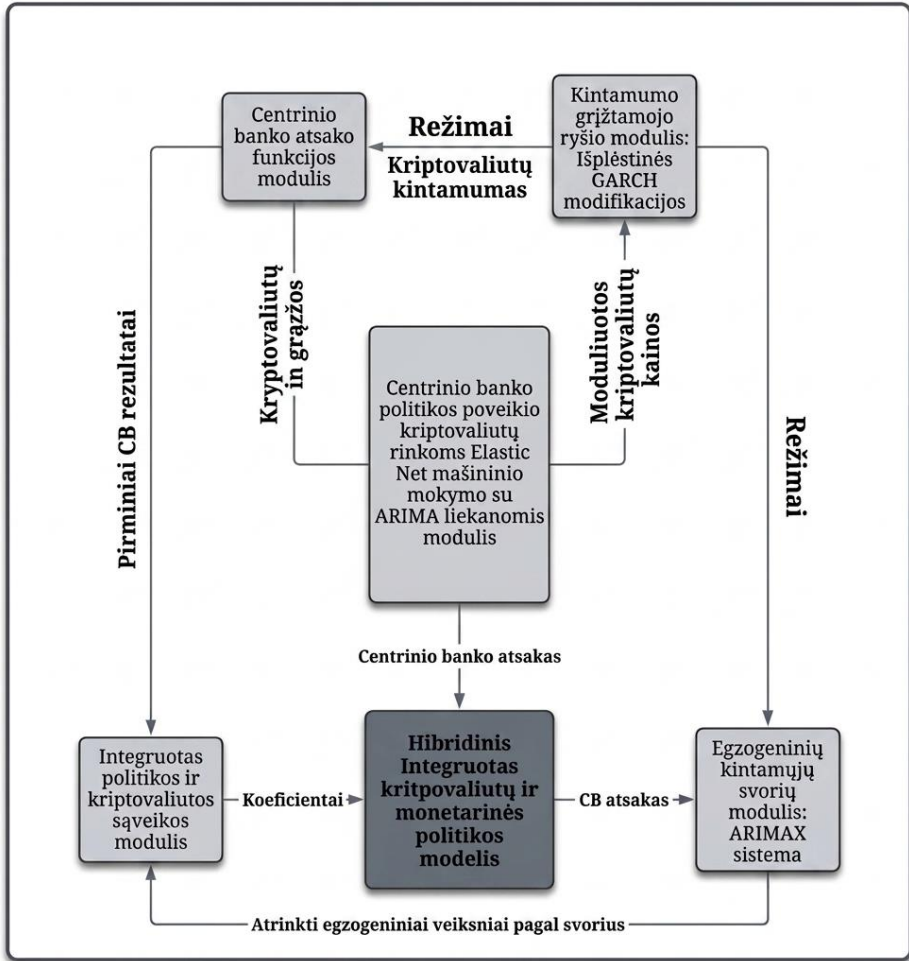 Centrinio
banko atsako
funkcijos
modulis
Režimai
Kriptovaliutų
kintamumas
Kintamumo
grįžtamojo
ryšio modulis:
Išplėstinės
GARCH
modifikacijos
Pirminiai CB rezultatai
Kryptovaliutų
in grąžžos
Moduliuotos
kriptovaliutų
kainos
Režimai
Centrinio banko
politikos poveikio
kriptovaliutų
rinkoms Elastic
Net mašininio
mokymo su
ARIMA liekanomis
modulis
Centrinio banko atsakas
Integruotas
politikos ir
kriptovaliutos
sąveikos
modulis
Koeficientai
Hibridinis
Integruotas
kritpovaliutų ir
monetarinės
politikos
modelis
CB atsakas
Egzogeninių
kintamųjų
svorių
modulis:
ARIMAX
sistema
Atrinkti egzogeniniai veiksniai pagal svorius